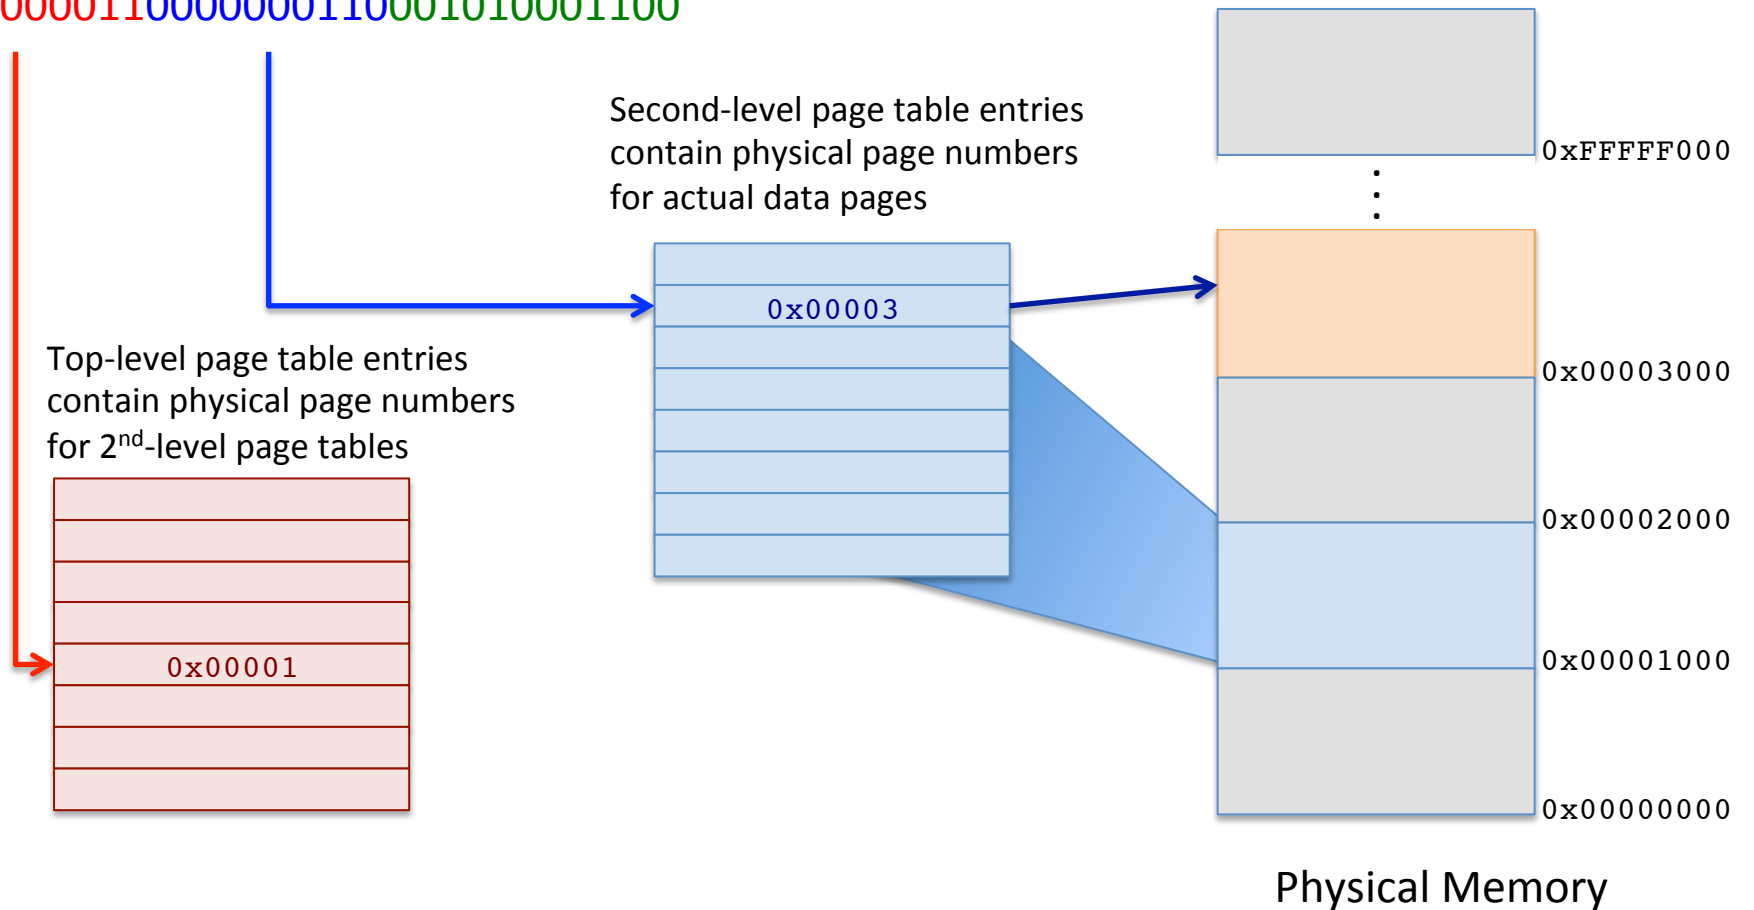 0000110000000110001010001100
Second-level page table entries
contain physical page numbers
for actual data pages
0xFFFFF000
0x00003
0x00003000
Top-level page table entries
contain physical page numbers
for 2nd-level page tables
0x00002000
0x00001
0x00001000
0x00000000
Physical Memory